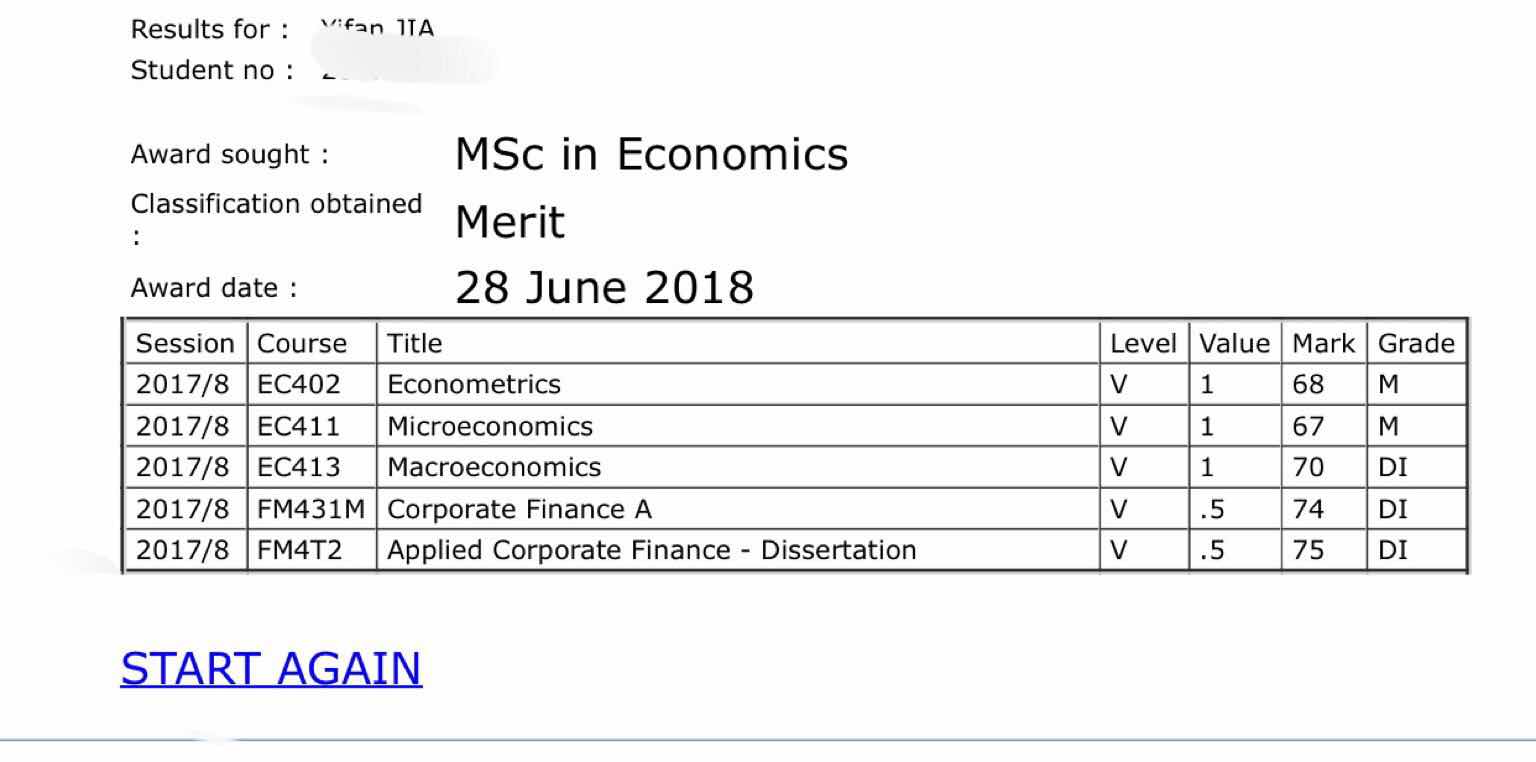 Results for : Yifan JIA
Student no :
Award sought : MSc in Economics
Classification obtained : Merit
Award date : 28 June 2018
Session Course Title Level Value Mark Grade
2017/8 EC402 Econometrics V 1 68 M
2017/8 EC411 Microeconomics V 1 67 M
2017/8 EC413 Macroeconomics V 1 70 DI
2017/8 FM431M Corporate Finance A V .5 74 DI
2017/8 FM4T2 Applied Corporate Finance - Dissertation V .5 75 DI
START AGAIN